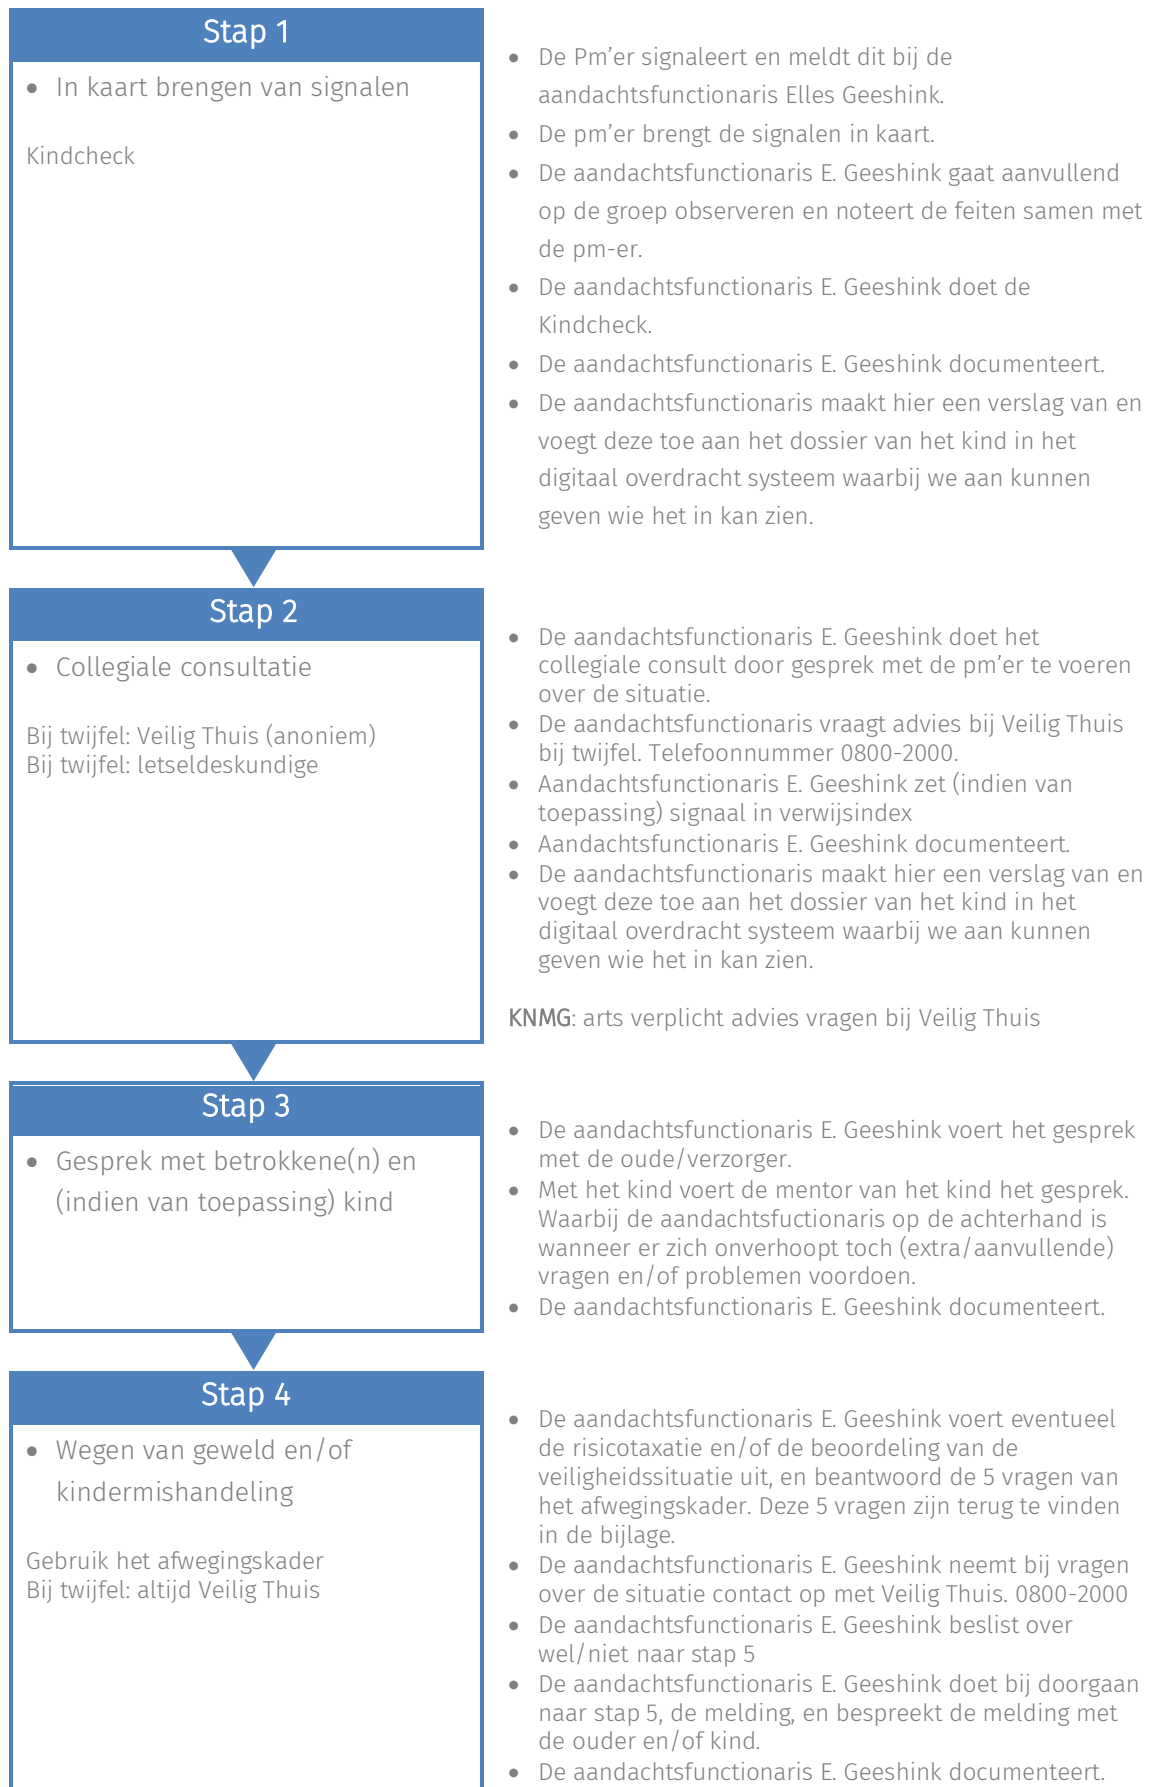 Stap 1
• In kaart brengen van signalen
Kindcheck
• De Pm’er signaleert en meldt dit bij de
aandachtsfunctionaris Elles Geeshink.
• De pm’er brengt de signalen in kaart.
• De aandachtsfunctionaris E. Geeshink gaat aanvullend
op de groep observeren en noteert de feiten samen met
de pm-er.
• De aandachtsfunctionaris E. Geeshink doet de
Kindcheck.
• De aandachtsfunctionaris E. Geeshink documenteert.
• De aandachtsfunctionaris maakt hier een verslag van en
voegt deze toe aan het dossier van het kind in het
digitaal overdracht systeem waarbij we aan kunnen
geven wie het in kan zien.
Stap 2
• Collegiale consultatie
Bij twijfel: Veilig Thuis (anoniem)
Bij twijfel: letseldeskundige
• De aandachtsfunctionaris E. Geeshink doet het
collegiale consult door gesprek met de pm’er te voeren
over de situatie.
• De aandachtsfunctionaris vraagt advies bij Veilig Thuis
bij twijfel. Telefoonnummer 0800-2000.
• Aandachtsfunctionaris E. Geeshink zet (indien van
toepassing) signaal in verwijsindex
• Aandachtsfunctionaris E. Geeshink documenteert.
• De aandachtsfunctionaris maakt hier een verslag van en
voegt deze toe aan het dossier van het kind in het
digitaal overdracht systeem waarbij we aan kunnen
geven wie het in kan zien.
KNMG: arts verplicht advies vragen bij Veilig Thuis
Stap 3
• Gesprek met betrokkene(n) en
(indien van toepassing) kind
• De aandachtsfunctionaris E. Geeshink voert het gesprek
met de oude/verzorger.
• Met het kind voert de mentor van het kind het gesprek.
Waarbij de aandachtsfuctionaris op de achterhand is
wanneer er zich onverhoopt toch (extra/aanvullende)
vragen en/of problemen voordoen.
• De aandachtsfunctionaris E. Geeshink documenteert.
Stap 4
• Wegen van geweld en/of
kindermishandeling
Gebruik het afwegingskader
Bij twijfel: altijd Veilig Thuis
• De aandachtsfunctionaris E. Geeshink voert eventueel
de risicotaxatie en/of de beoordeling van de
veiligheidssituatie uit, en beantwoord de 5 vragen van
het afwegingskader. Deze 5 vragen zijn terug te vinden
in de bijlage.
• De aandachtsfunctionaris E. Geeshink neemt bij vragen
over de situatie contact op met Veilig Thuis. 0800-2000
• De aandachtsfunctionaris E. Geeshink beslist over
wel/niet naar stap 5
• De aandachtsfunctionaris E. Geeshink doet bij doorgaan
naar stap 5, de melding, en bespreekt de melding met
de ouder en/of kind.
• De aandachtsfunctionaris E. Geeshink documenteert.